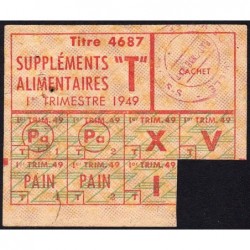 Titre 4687
SUPPLÉMENTS "T"
ALIMENTAIRES
1er TRIMESTRE 1949
CACHET
1er TRIM. 49 1er TRIM. 49 1er TRIM. 49 1er TRIM. 49
Pa Pa X V
T T T T
1er TRIM. 49 1er TRIM. 49 1er TRIM. 49
PAIN PAIN I
T T T